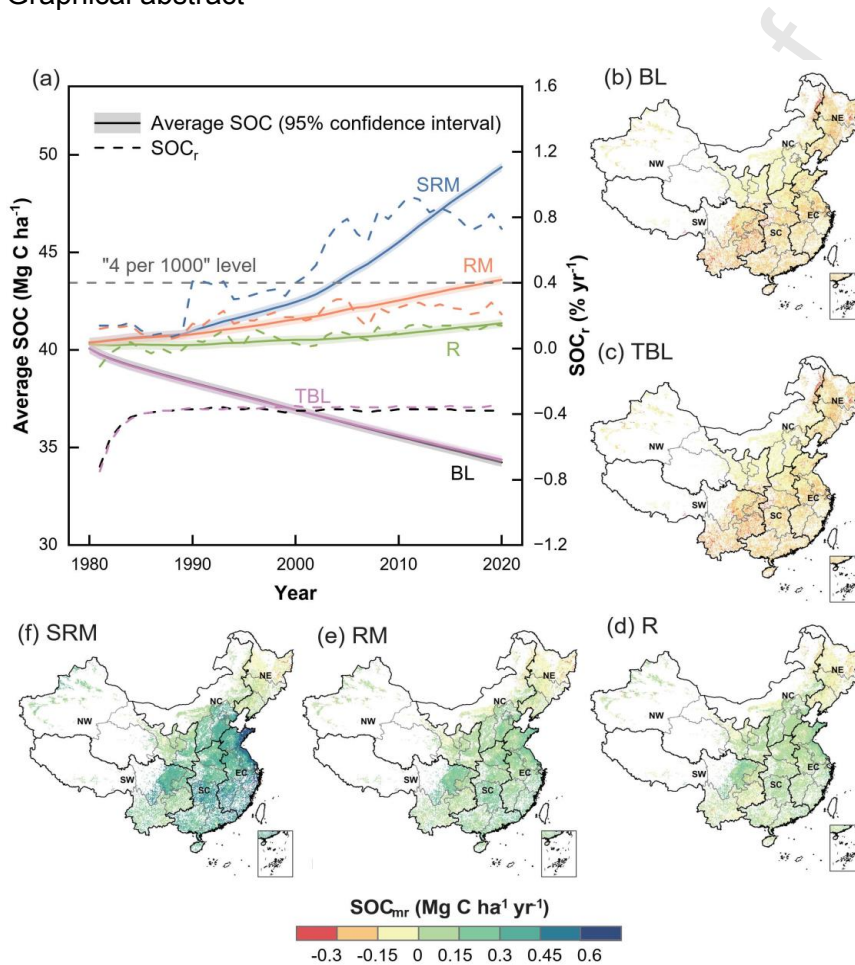 Graphical abstract
(a)
Average SOC (95% confidence interval)
SOCr
SRM
"4 per 1000" level
RM
R
TBL
BL
50
45
40
35
30
Average SOC (Mg C ha⁻¹)
1.6
1.2
0.8
0.4
0.0
−0.4
−0.8
−1.2
SOCr (% yr⁻¹)
1980
1990
2000
2010
2020
Year
(b) BL
NE
NC
NW
SW
SC
EC
(c) TBL
NE
NC
NW
SW
SC
EC
(f) SRM
NE
NC
NW
SW
SC
EC
(e) RM
NE
NC
NW
SW
SC
EC
(d) R
NE
NC
NW
SW
SC
EC
SOCmr (Mg C ha¹ yr¹)
-0.3 -0.15 0 0.15 0.45 0.6